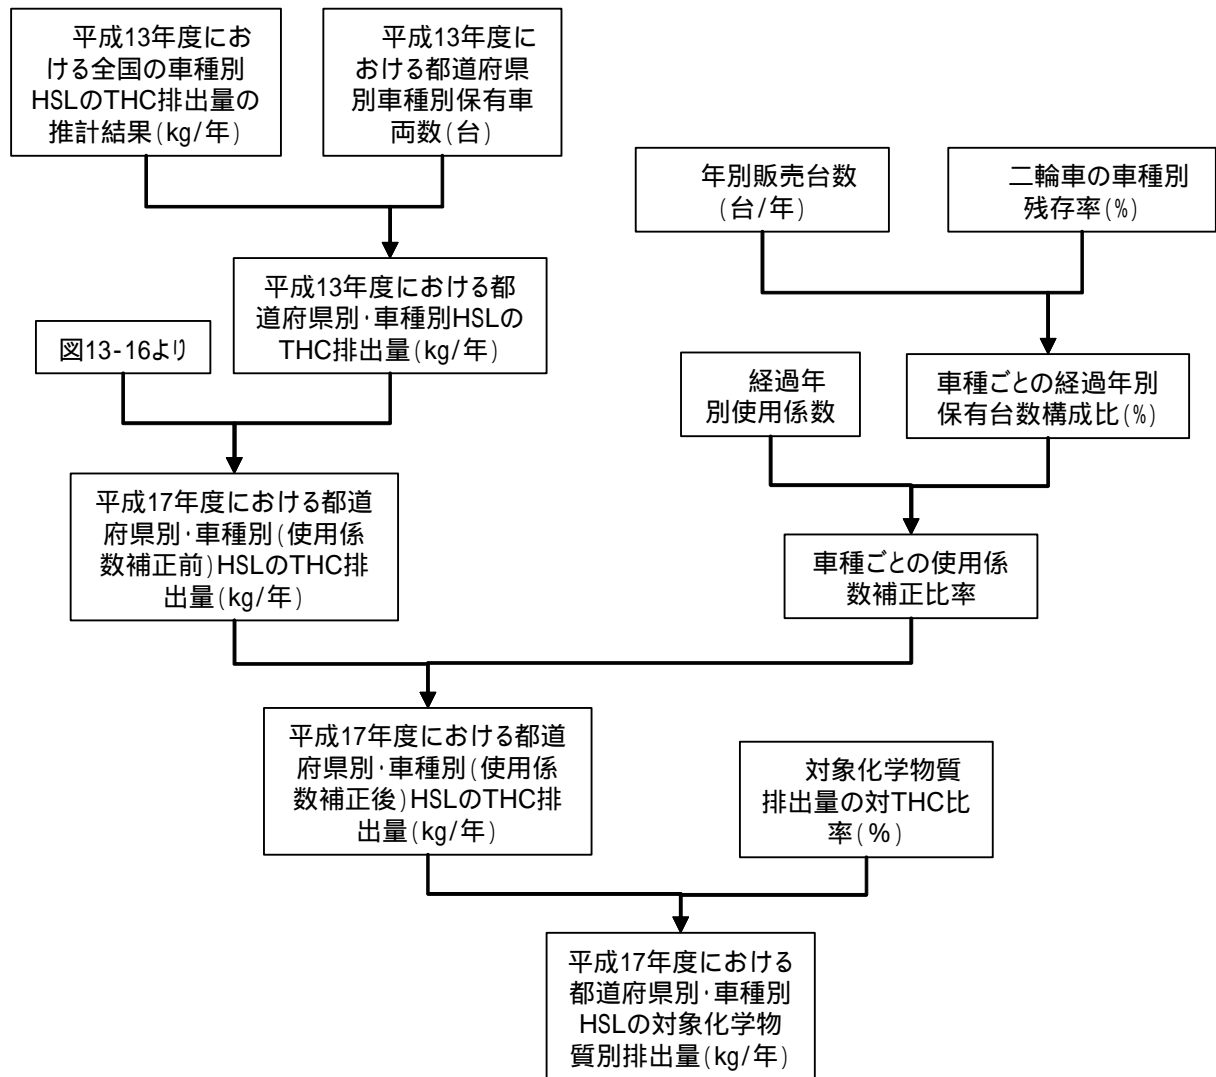 平成13年度にお
ける全国の車種別
HSLのTHC排出量の
推計結果(kg/年)
平成13年度に
おける都道府県
別車種別保有車
両数(台)
年別販売台数
(台/年)
二輪車の車種別
残存率(%)
平成13年度における都
道府県別･車種別HSLの
THC排出量(kg/年)
図13-16より
経過年
別使用係数
車種ごとの経過年別
保有台数構成比(%)
平成17年度における都道
府県別･車種別(使用係
数補正前)HSLのTHC排
出量(kg/年)
車種ごとの使用係
数補正比率
平成17年度における都道
府県別･車種別(使用係
数補正後)HSLのTHC排
出量(kg/年)
対象化学物質
排出量の対THC比
率(%)
平成17年度における
都道府県別･車種別
HSLの対象化学物
質別排出量(kg/年)